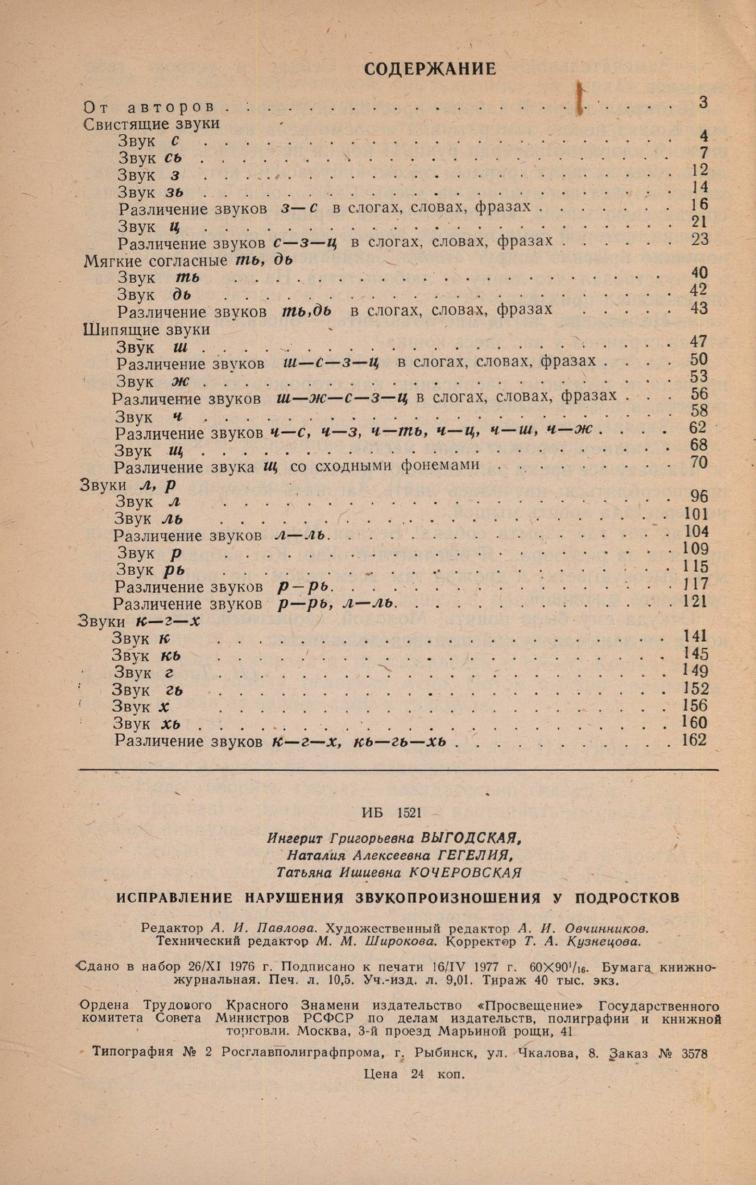 СОДЕРЖАНИЕ
От авторов . . . . . . . . . . . . . . . . . . . . 3
Свистящие звуки
Звук с . . . . . . . . . . . . . . . . . . . . 4
Звук сь . . . . . . . . . . . . . . . . . . . . 7
Звук з . . . . . . . . . . . . . . . . . . . . 12
Звук зь . . . . . . . . . . . . . . . . . . . . 14
Различение звуков з—с в слогах, словах, фразах . . . . . . 16
Звук ц . . . . . . . . . . . . . . . . . . . . 21
Различение звуков с—з—ц в слогах, словах, фразах . . . . . 23
Мягкие согласные ть, дь
Звук ть . . . . . . . . . . . . . . . . . . . . 40
Звук дь . . . . . . . . . . . . . . . . . . . . 42
Различение звуков ть,дь в слогах, словах, фразах . . . . . 43
Шипящие звуки
Звук ш . . . . . . . . . . . . . . . . . . . . 47
Различение звуков ш—с—з—ц в слогах, словах, фразах . . . . 50
Звук ж . . . . . . . . . . . . . . . . . . . . 53
Различение звуков ш—ж—с—з—ц в слогах, словах, фразах . . . 56
Звук ч . . . . . . . . . . . . . . . . . . . . 58
Различение звуков ч—с, ч—з, ч—ть, ч—ц, ч—ш, ч—ж . . . . 62
Звук щ . . . . . . . . . . . . . . . . . . . . 68
Различение звука щ со сходными фонемами . . . . . . . . 70
Звуки л, р
Звук л . . . . . . . . . . . . . . . . . . . . 96
Звук ль . . . . . . . . . . . . . . . . . . . . 101
Различение звуков л—ль. . . . . . . . . . . . . . . 104
Звук р . . . . . . . . . . . . . . . . . . . . 109
Звук рь . . . . . . . . . . . . . . . . . . . . 115
Различение звуков р—рь. . . . . . . . . . . . . . . 117
Различение звуков р—рь, л—ль. . . . . . . . . . . . 121
Звуки к—г—х
Звук к . . . . . . . . . . . . . . . . . . . . 141
Звук кь . . . . . . . . . . . . . . . . . . . . 145
Звук г . . . . . . . . . . . . . . . . . . . . 149
Звук гь . . . . . . . . . . . . . . . . . . . . 152
Звук х . . . . . . . . . . . . . . . . . . . . 156
Звук хь . . . . . . . . . . . . . . . . . . . . 160
Различение звуков к—г—х, кь—гь—хь . . . . . . . . . . 162
ИБ 1521
Ингерит Григорьевна ВЫГОДСКАЯ,
Наталия Алексеевна ГЕГЕЛИЯ,
Татьяна Ишиевна КОЧЕРОВСКАЯ
ИСПРАВЛЕНИЕ НАРУШЕНИЯ ЗВУКОПРОИЗНОШЕНИЯ У ПОДРОСТКОВ
Редактор А. И. Павлова. Художественный редактор А. И. Овчинников.
Технический редактор М. М. Широкова. Корректор Т. А. Кузнецова.
Сдано в набор 26/XI 1976 г. Подписано к печати 16/IV 1977 г. 60X90¹/₁₆. Бумага книжно-
журнальная. Печ. л. 10,5. Уч.-изд. л. 9,01. Тираж 40 тыс. экз.
Ордена Трудового Красного Знамени издательство «Просвещение» Государственного
комитета Совета Министров РСФСР по делам издательств, полиграфии и книжной
торговли. Москва, 3-й проезд Марьиной рощи, 41
Типография № 2 Росглавполиграфпрома, г. Рыбинск, ул. Чкалова, 8. Заказ № 3578
Цена 24 коп.